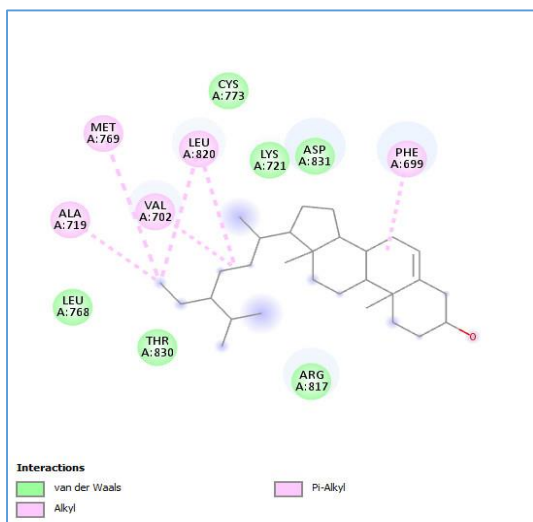 CYS
A:773
MET
A:769
LEU
A:820
LYS
A:721
ASP
A:831
PHE
A:699
VAL
A:702
ALA
A:719
LEU
A:768
THR
A:830
ARG
A:817
O
Interactions
van der Waals
Pi-Alkyl
Alkyl